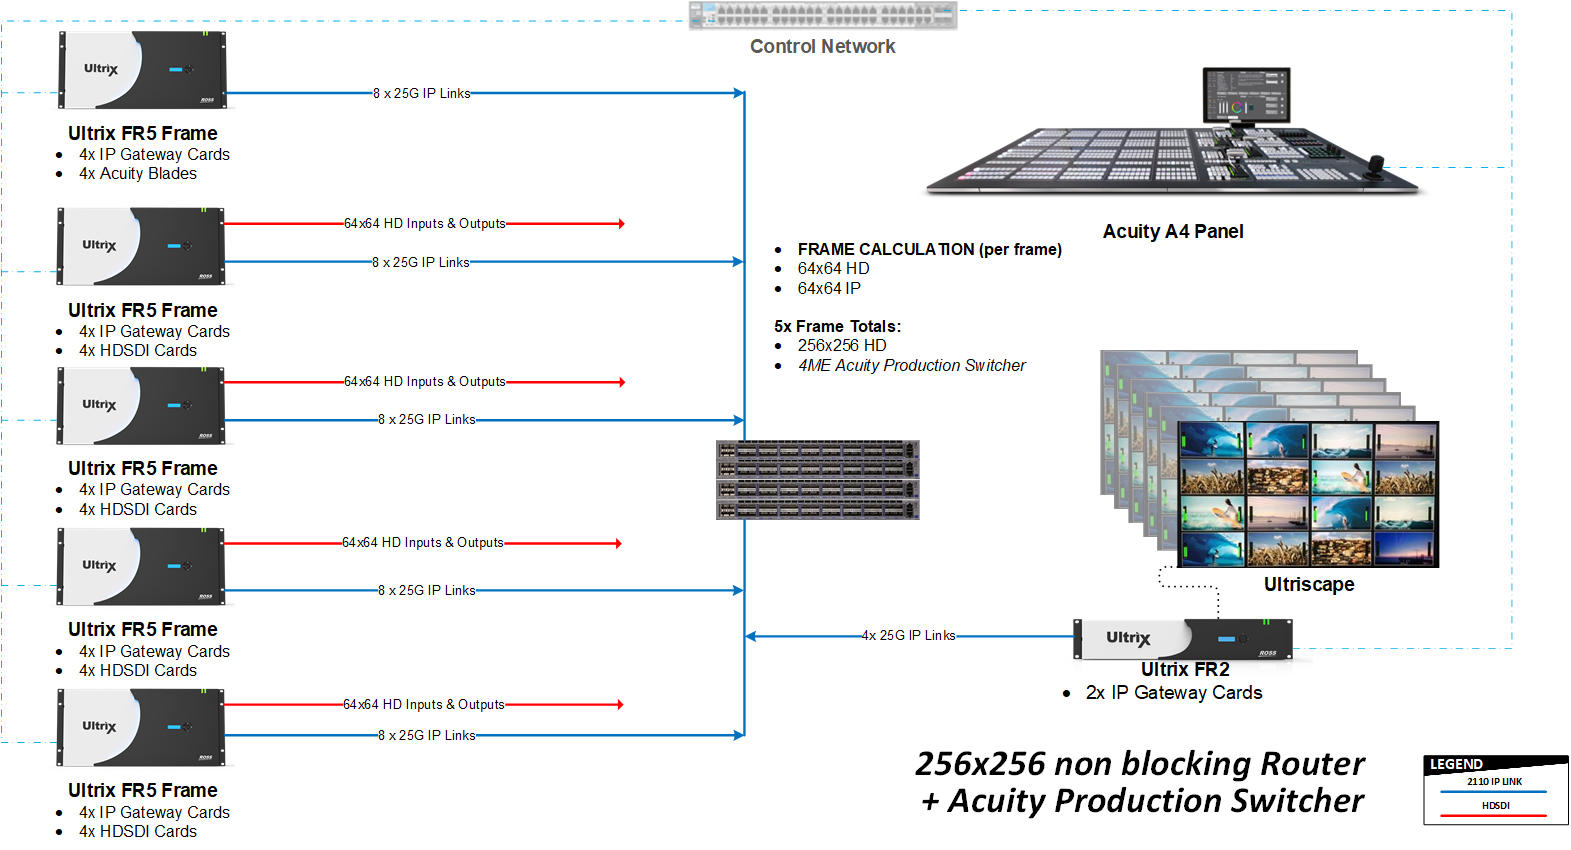 Control Network
Ultrix
ROSS
8 x 25G IP Links
Ultrix FR5 Frame
• 4x IP Gateway Cards
• 4x Acuity Blades
Ultrix
ROSS
64x64 HD Inputs & Outputs
8 x 25G IP Links
Ultrix FR5 Frame
• 4x IP Gateway Cards
• 4x HDSDI Cards
Ultrix
ROSS
64x64 HD Inputs & Outputs
8 x 25G IP Links
Ultrix FR5 Frame
• 4x IP Gateway Cards
• 4x HDSDI Cards
Ultrix
ROSS
64x64 HD Inputs & Outputs
8 x 25G IP Links
Ultrix FR5 Frame
• 4x IP Gateway Cards
• 4x HDSDI Cards
Ultrix
ROSS
64x64 HD Inputs & Outputs
8 x 25G IP Links
Ultrix FR5 Frame
• 4x IP Gateway Cards
• 4x HDSDI Cards
Acuity A4 Panel
• FRAME CALCULATION (per frame)
• 64x64 HD
• 64x64 IP
5x Frame Totals:
• 256x256 HD
• 4ME Acuity Production Switcher
Ultriscape
4x 25G IP Links
Ultrix
ROSS
Ultrix FR2
• 2x IP Gateway Cards
256x256 non blocking Router
+ Acuity Production Switcher
LEGEND
2110 IP LINK
HDSDI